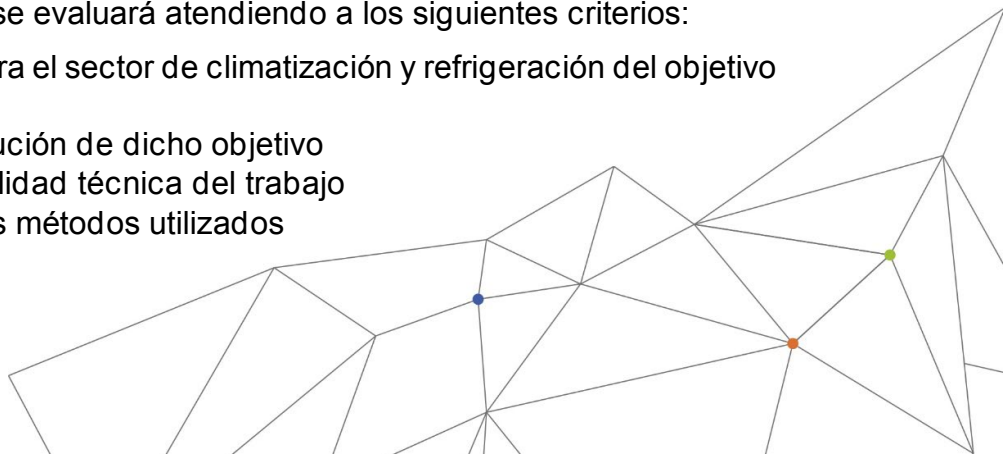 se evaluará atendiendo a los siguientes criterios:
ra el sector de climatización y refrigeración del objetivo
ución de dicho objetivo
lidad técnica del trabajo
s métodos utilizados